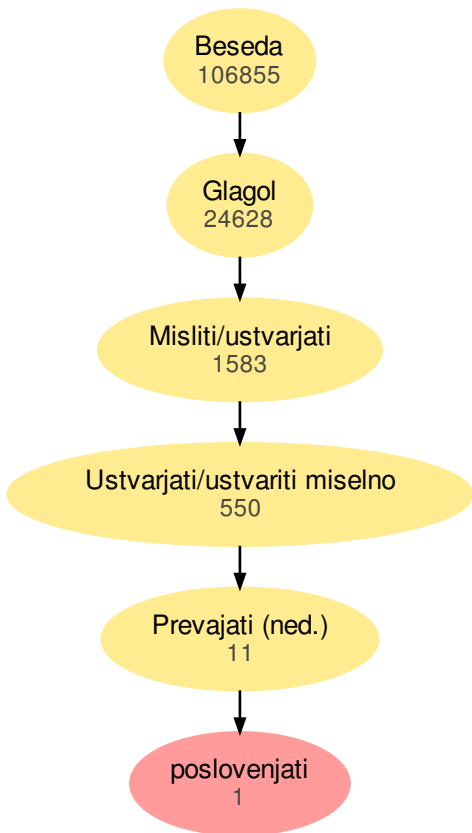 Beseda
106855
Glagol
24628
Misliti/ustvarjati
1583
Ustvarjati/ustvariti miselno
550
Prevajati (ned.)
11
poslovenjati
1